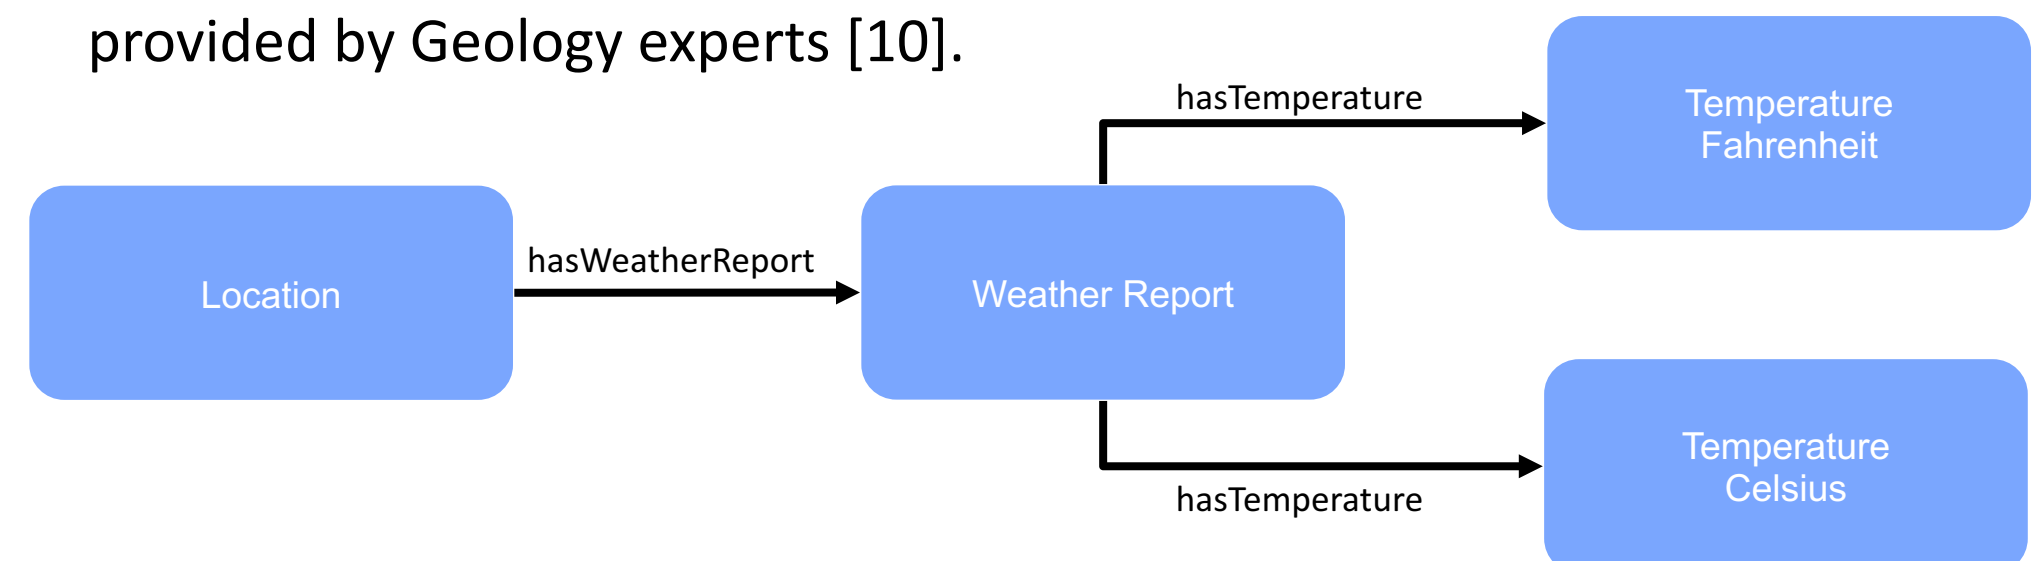 provided by Geology experts [10].
hasTemperature
Temperature
Fahrenheit
Location
hasWeatherReport
Weather Report
Temperature
Celsius
hasTemperature